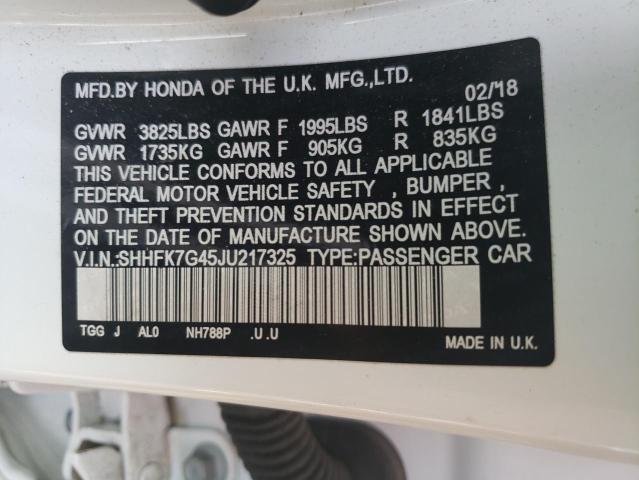 MFD.BY HONDA OF THE U.K. MFG.,LTD.
02/18
GVWR 3825LBS GAWR F 1995LBS R 1841LBS
GVWR 1735KG GAWR F 905KG R 835KG
THIS VEHICLE CONFORMS TO ALL APPLICABLE
FEDERAL MOTOR VEHICLE SAFETY , BUMPER ,
AND THEFT PREVENTION STANDARDS IN EFFECT
ON THE DATE OF MANUFACTURE SHOWN ABOVE.
V.I.N.:SHHFK7G45JU217325 TYPE:PASSENGER CAR
TGG J AL0 NH788P .U .U
MADE IN U.K.